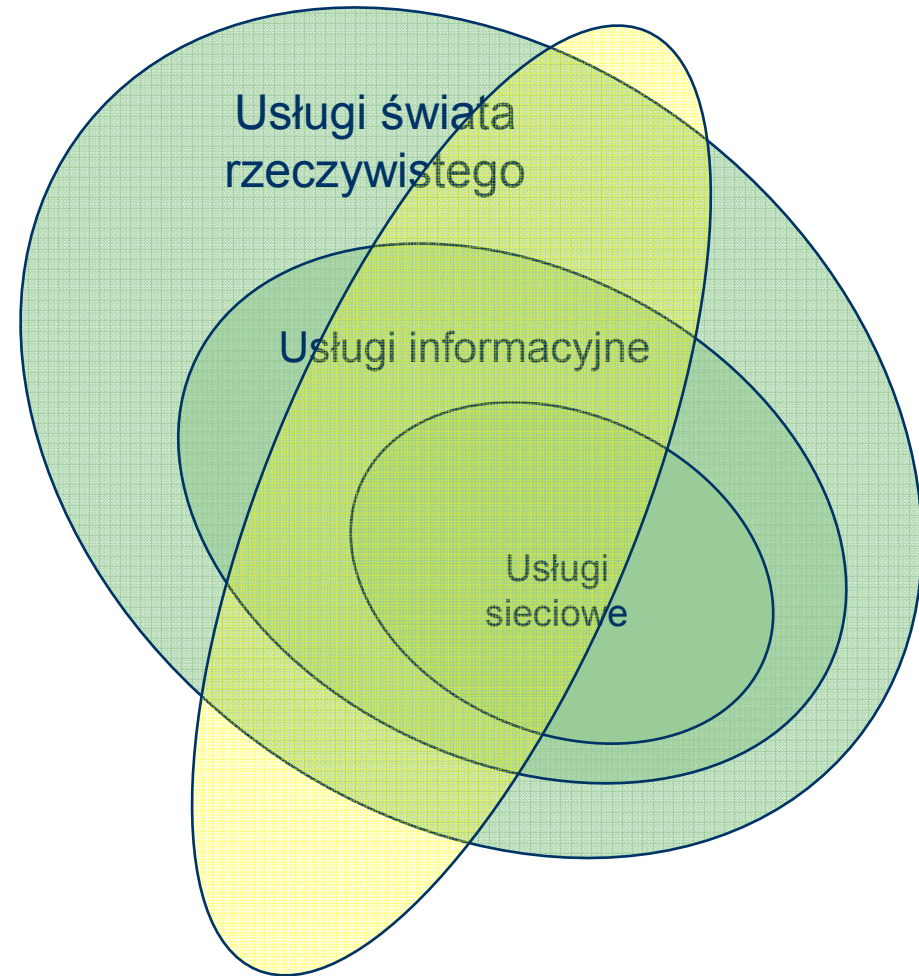 Usługi świata
rzeczywistego
Usługi informacyjne
Usługi
sieciowe